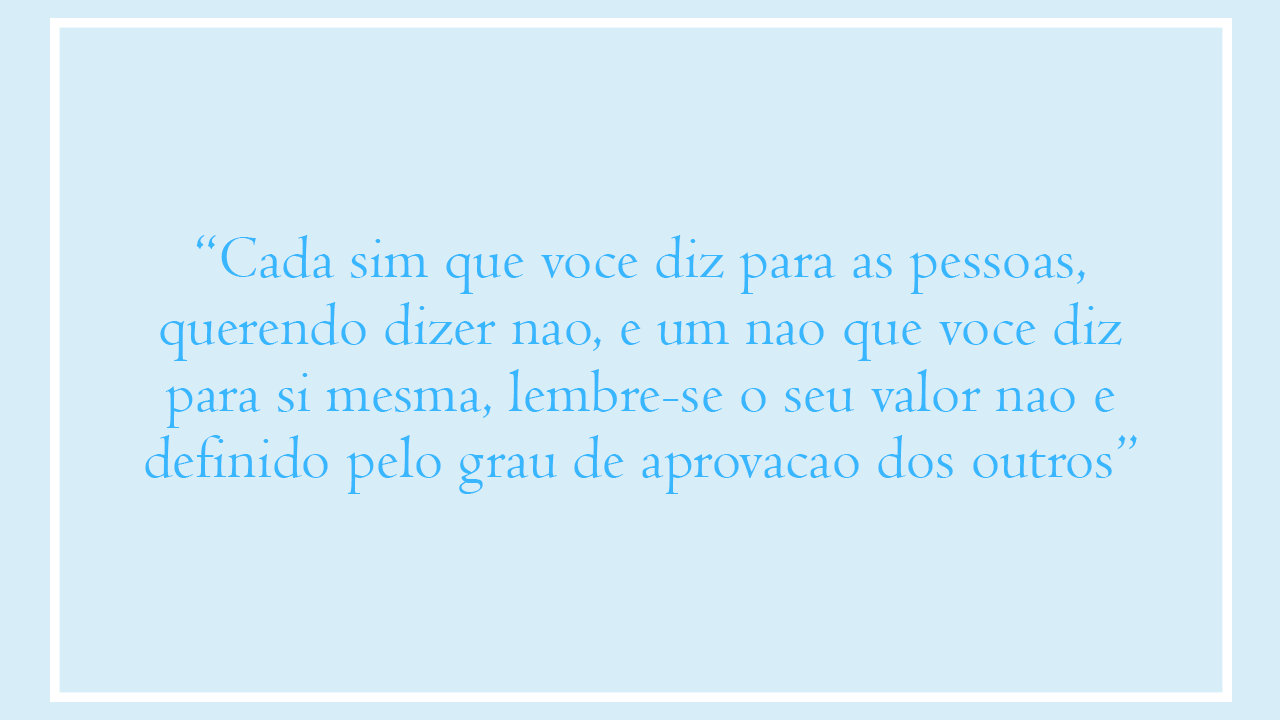 “Cada sim que voce diz para as pessoas,
querendo dizer nao, e um nao que voce diz
para si mesma, lembre-se o seu valor nao e
definido pelo grau de aprovacao dos outros”